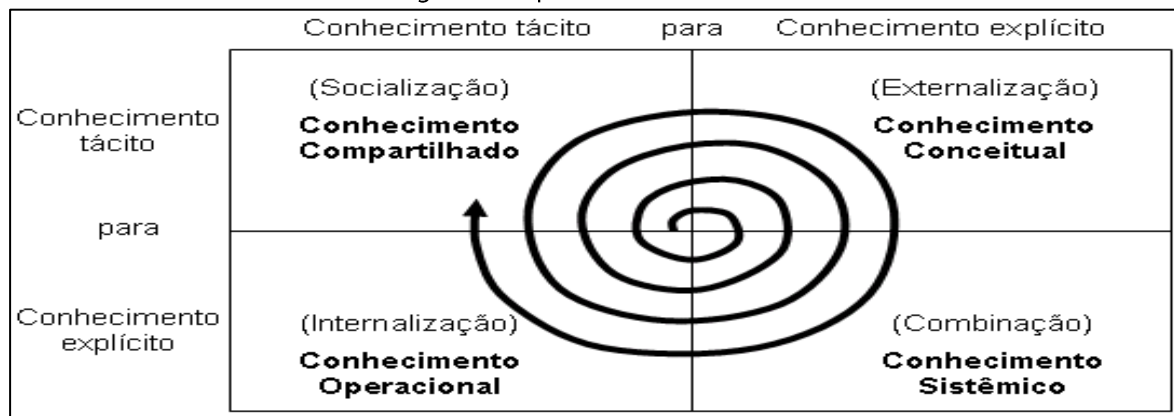 Conhecimento tácito para Conhecimento explícito
Conhecimento
tácito
para
Conhecimento
explícito
(Socialização)
Conhecimento
Compartilhado
(Externalização)
Conhecimento
Conceitual
(Internalização)
Conhecimento
Operacional
(Combinação)
Conhecimento
Sistêmico